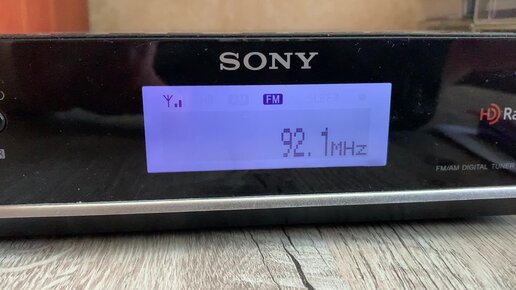 SONY
FM
92.1MHz
HD Ra
FM/AM DIGITAL TUNER